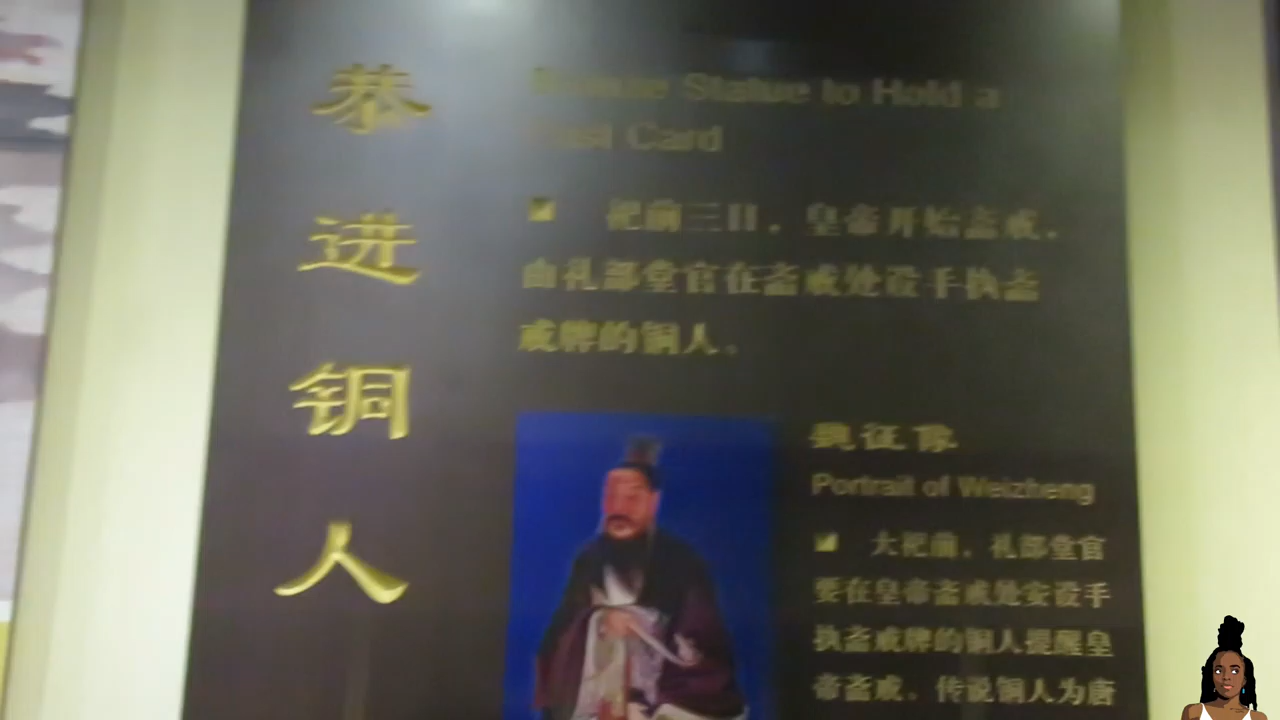 恭进铜人
Bronze Statue to Hold a
Fast Card
祀前三日，皇帝开始斋戒，
由礼部堂官在斋戒处设手执斋
戒牌的铜人。
魏征像
Portrait of Weizheng
大祀前，礼部堂官
要在皇帝斋戒处安设手
执斋戒牌的铜人提醒皇
帝斋戒。传说铜人为唐